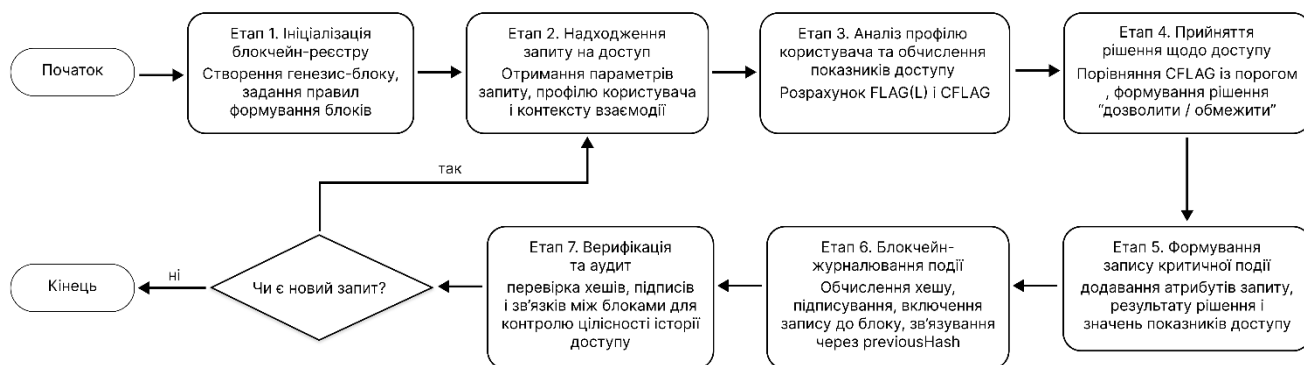 Початок
Етап 1. Ініціалізація
блокчейн-реєстру
Створення генезис-блоку,
задання правил
формування блоків
Етап 2. Надходження
запиту на доступ
Отримання параметрів
запиту, профілю користувача
і контексту взаємодії
Етап 3. Аналіз профілю
користувача та обчислення
показників доступу
Розрахунок FLAG(L) і CFLAG
Етап 4. Прийняття
рішення щодо доступу
Порівняння CFLAG із порогом
, формування рішення
“дозволити / обмежити”
так
Етап 5. Формування
запису критичної події
додавання атрибутів запиту,
результату рішення і
значень показників доступу
Етап 6. Блокчейн-
журналювання події
Обчислення хешу,
підписування, включення
запису до блоку, зв’язування
через previousHash
Етап 7. Верифікація
та аудит
перевірка хешів, підписів
і зв’язків між блоками для
контролю цілісності історії
доступу
Чи є новий запит?
ні
Кінець